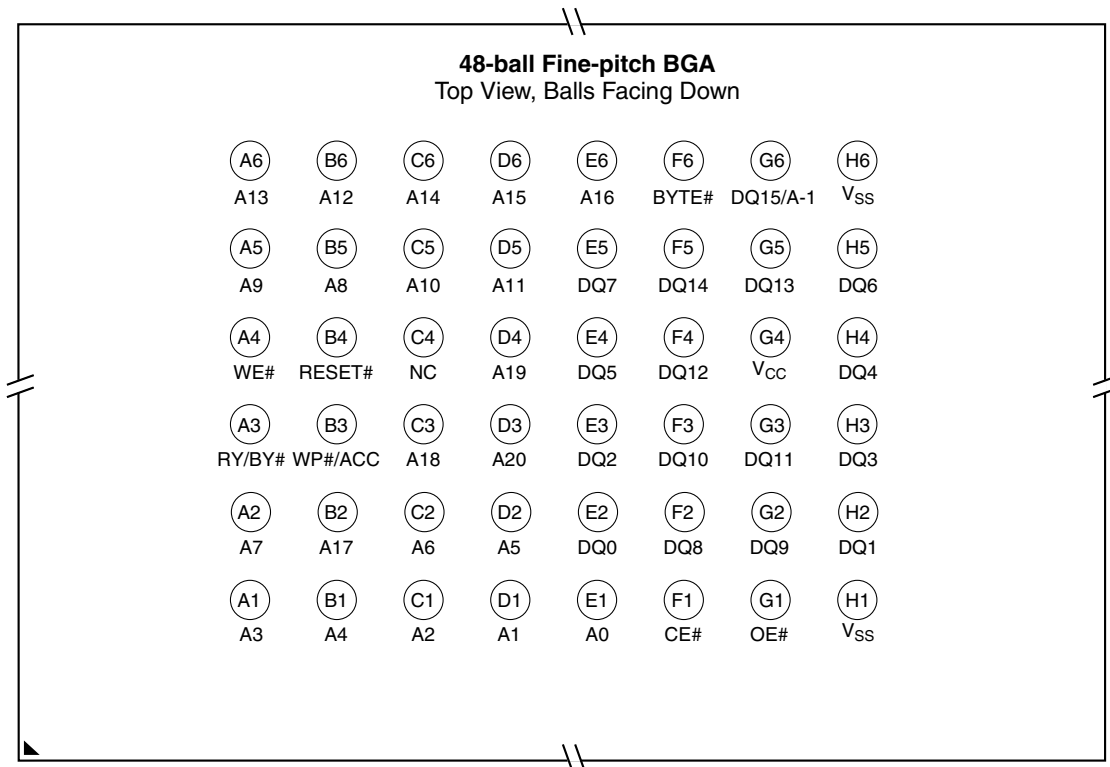 48-ball Fine-pitch BGA
Top View, Balls Facing Down
A6 B6 C6 D6 E6 F6 G6 H6
A13 A12 A14 A15 A16 BYTE# DQ15/A-1 VSS
A5 B5 C5 D5 E5 F5 G5 H5
A9 A8 A10 A11 DQ7 DQ14 DQ13 DQ6
A4 B4 C4 D4 E4 F4 G4 H4
WE# RESET# NC A19 DQ5 DQ12 VCC DQ4
A3 B3 C3 D3 E3 F3 G3 H3
RY/BY# WP#/ACC A18 A20 DQ2 DQ10 DQ11 DQ3
A2 B2 C2 D2 E2 F2 G2 H2
A7 A17 A6 A5 DQ0 DQ8 DQ9 DQ1
A1 B1 C1 D1 E1 F1 G1 H1
A3 A4 A2 A1 A0 CE# OE# VSS